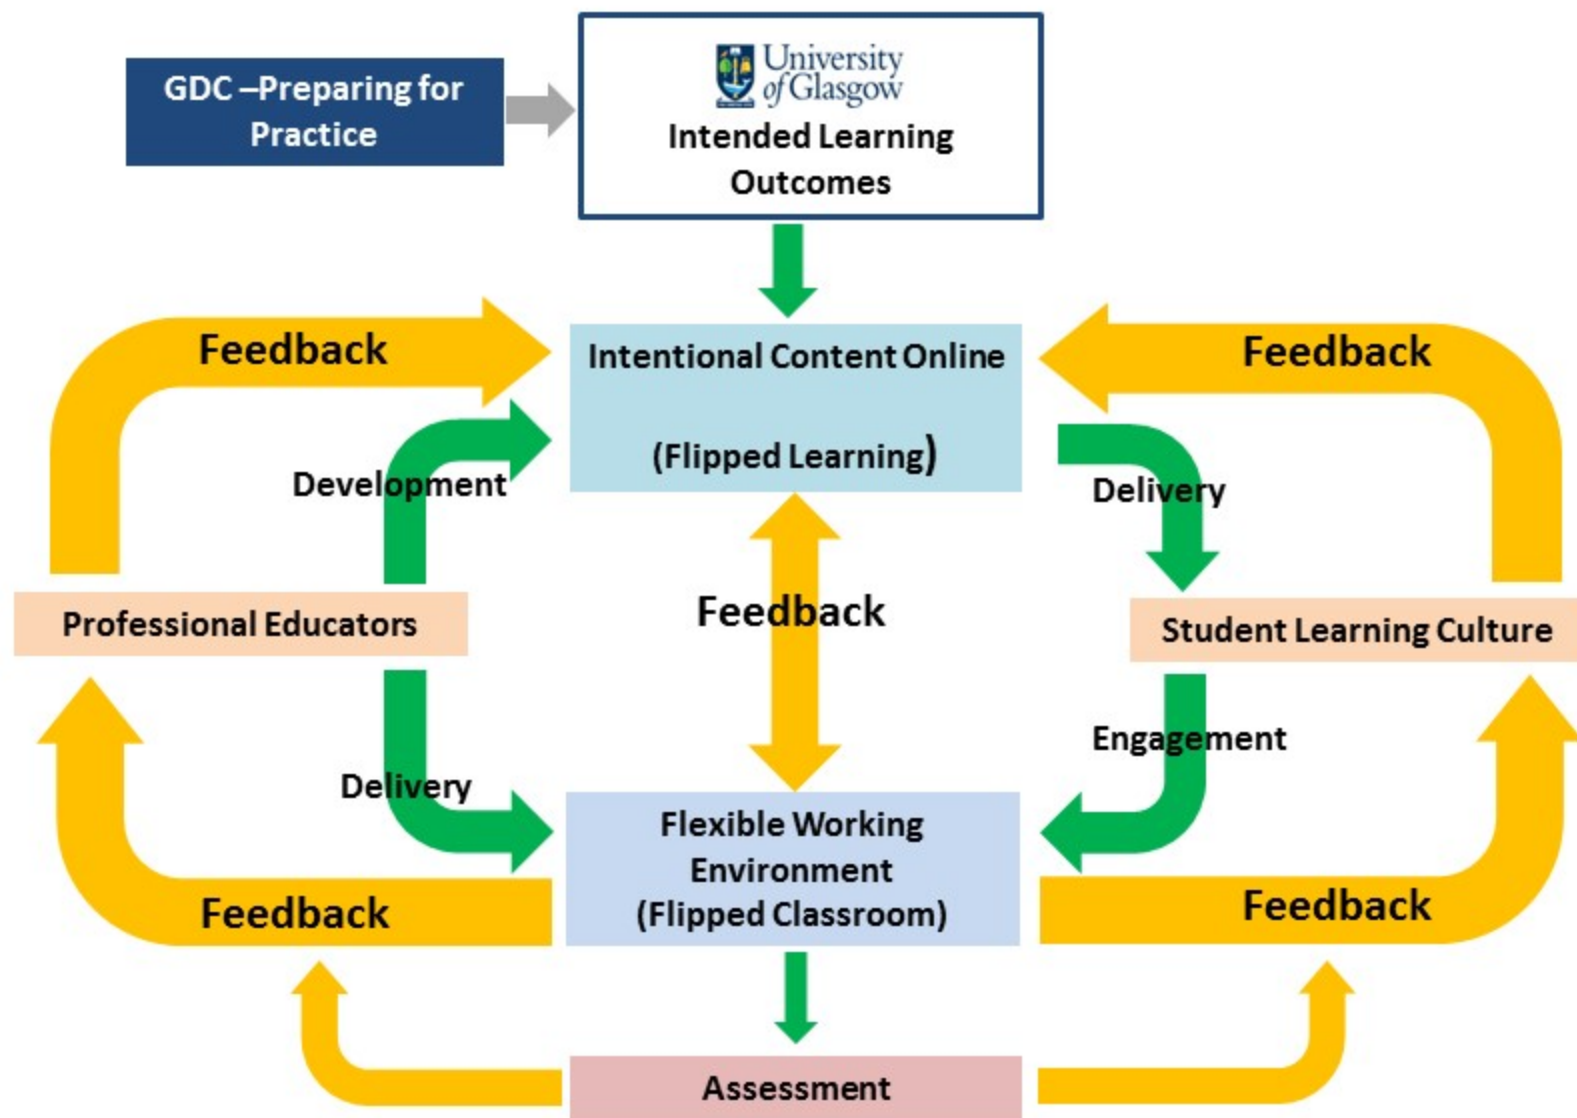 GDC –Preparing for
Practice
University
of Glasgow
Intended Learning
Outcomes
Feedback
Intentional Content Online
(Flipped Learning)
Feedback
Development
Delivery
Feedback
Professional Educators
Student Learning Culture
Delivery
Engagement
Flexible Working
Environment
(Flipped Classroom)
Feedback
Feedback
Assessment